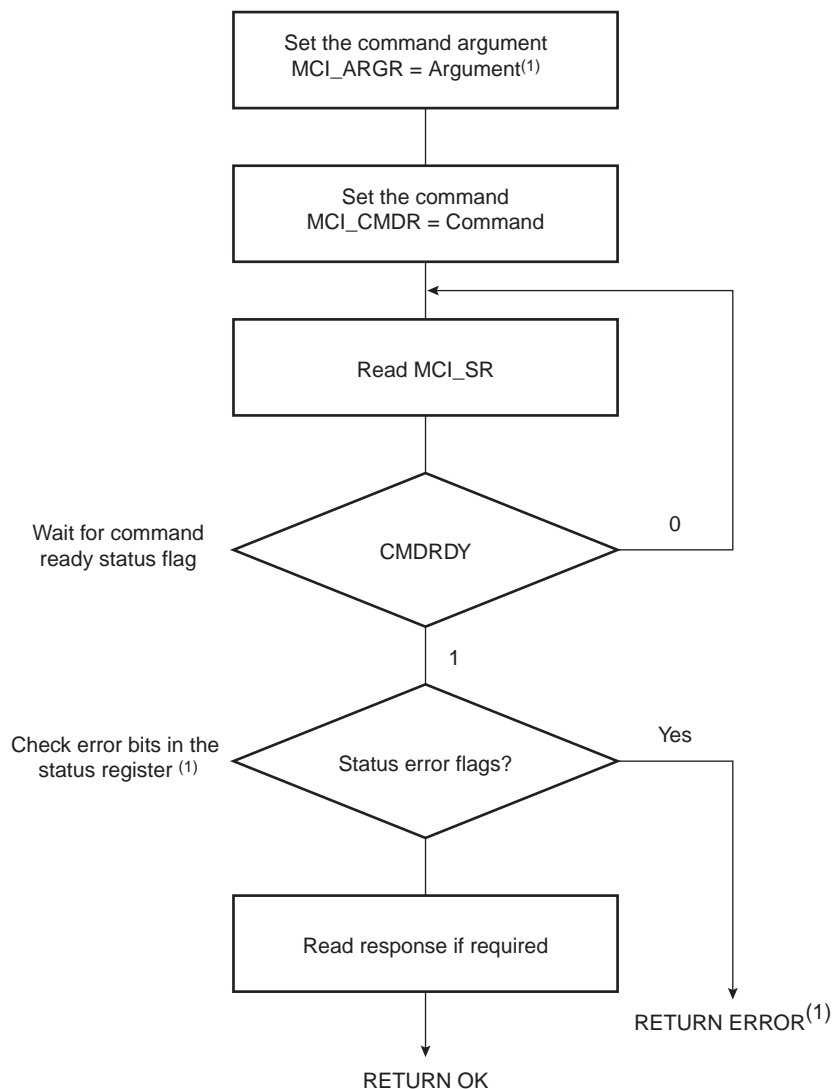 Set the command argument
MCI_ARGR = Argument(1)
Set the command
MCI_CMDR = Command
Read MCI_SR
Wait for command
ready status flag
CMDRDY
0
1
Check error bits in the
status register (1)
Status error flags?
Yes
Read response if required
RETURN ERROR(1)
RETURN OK